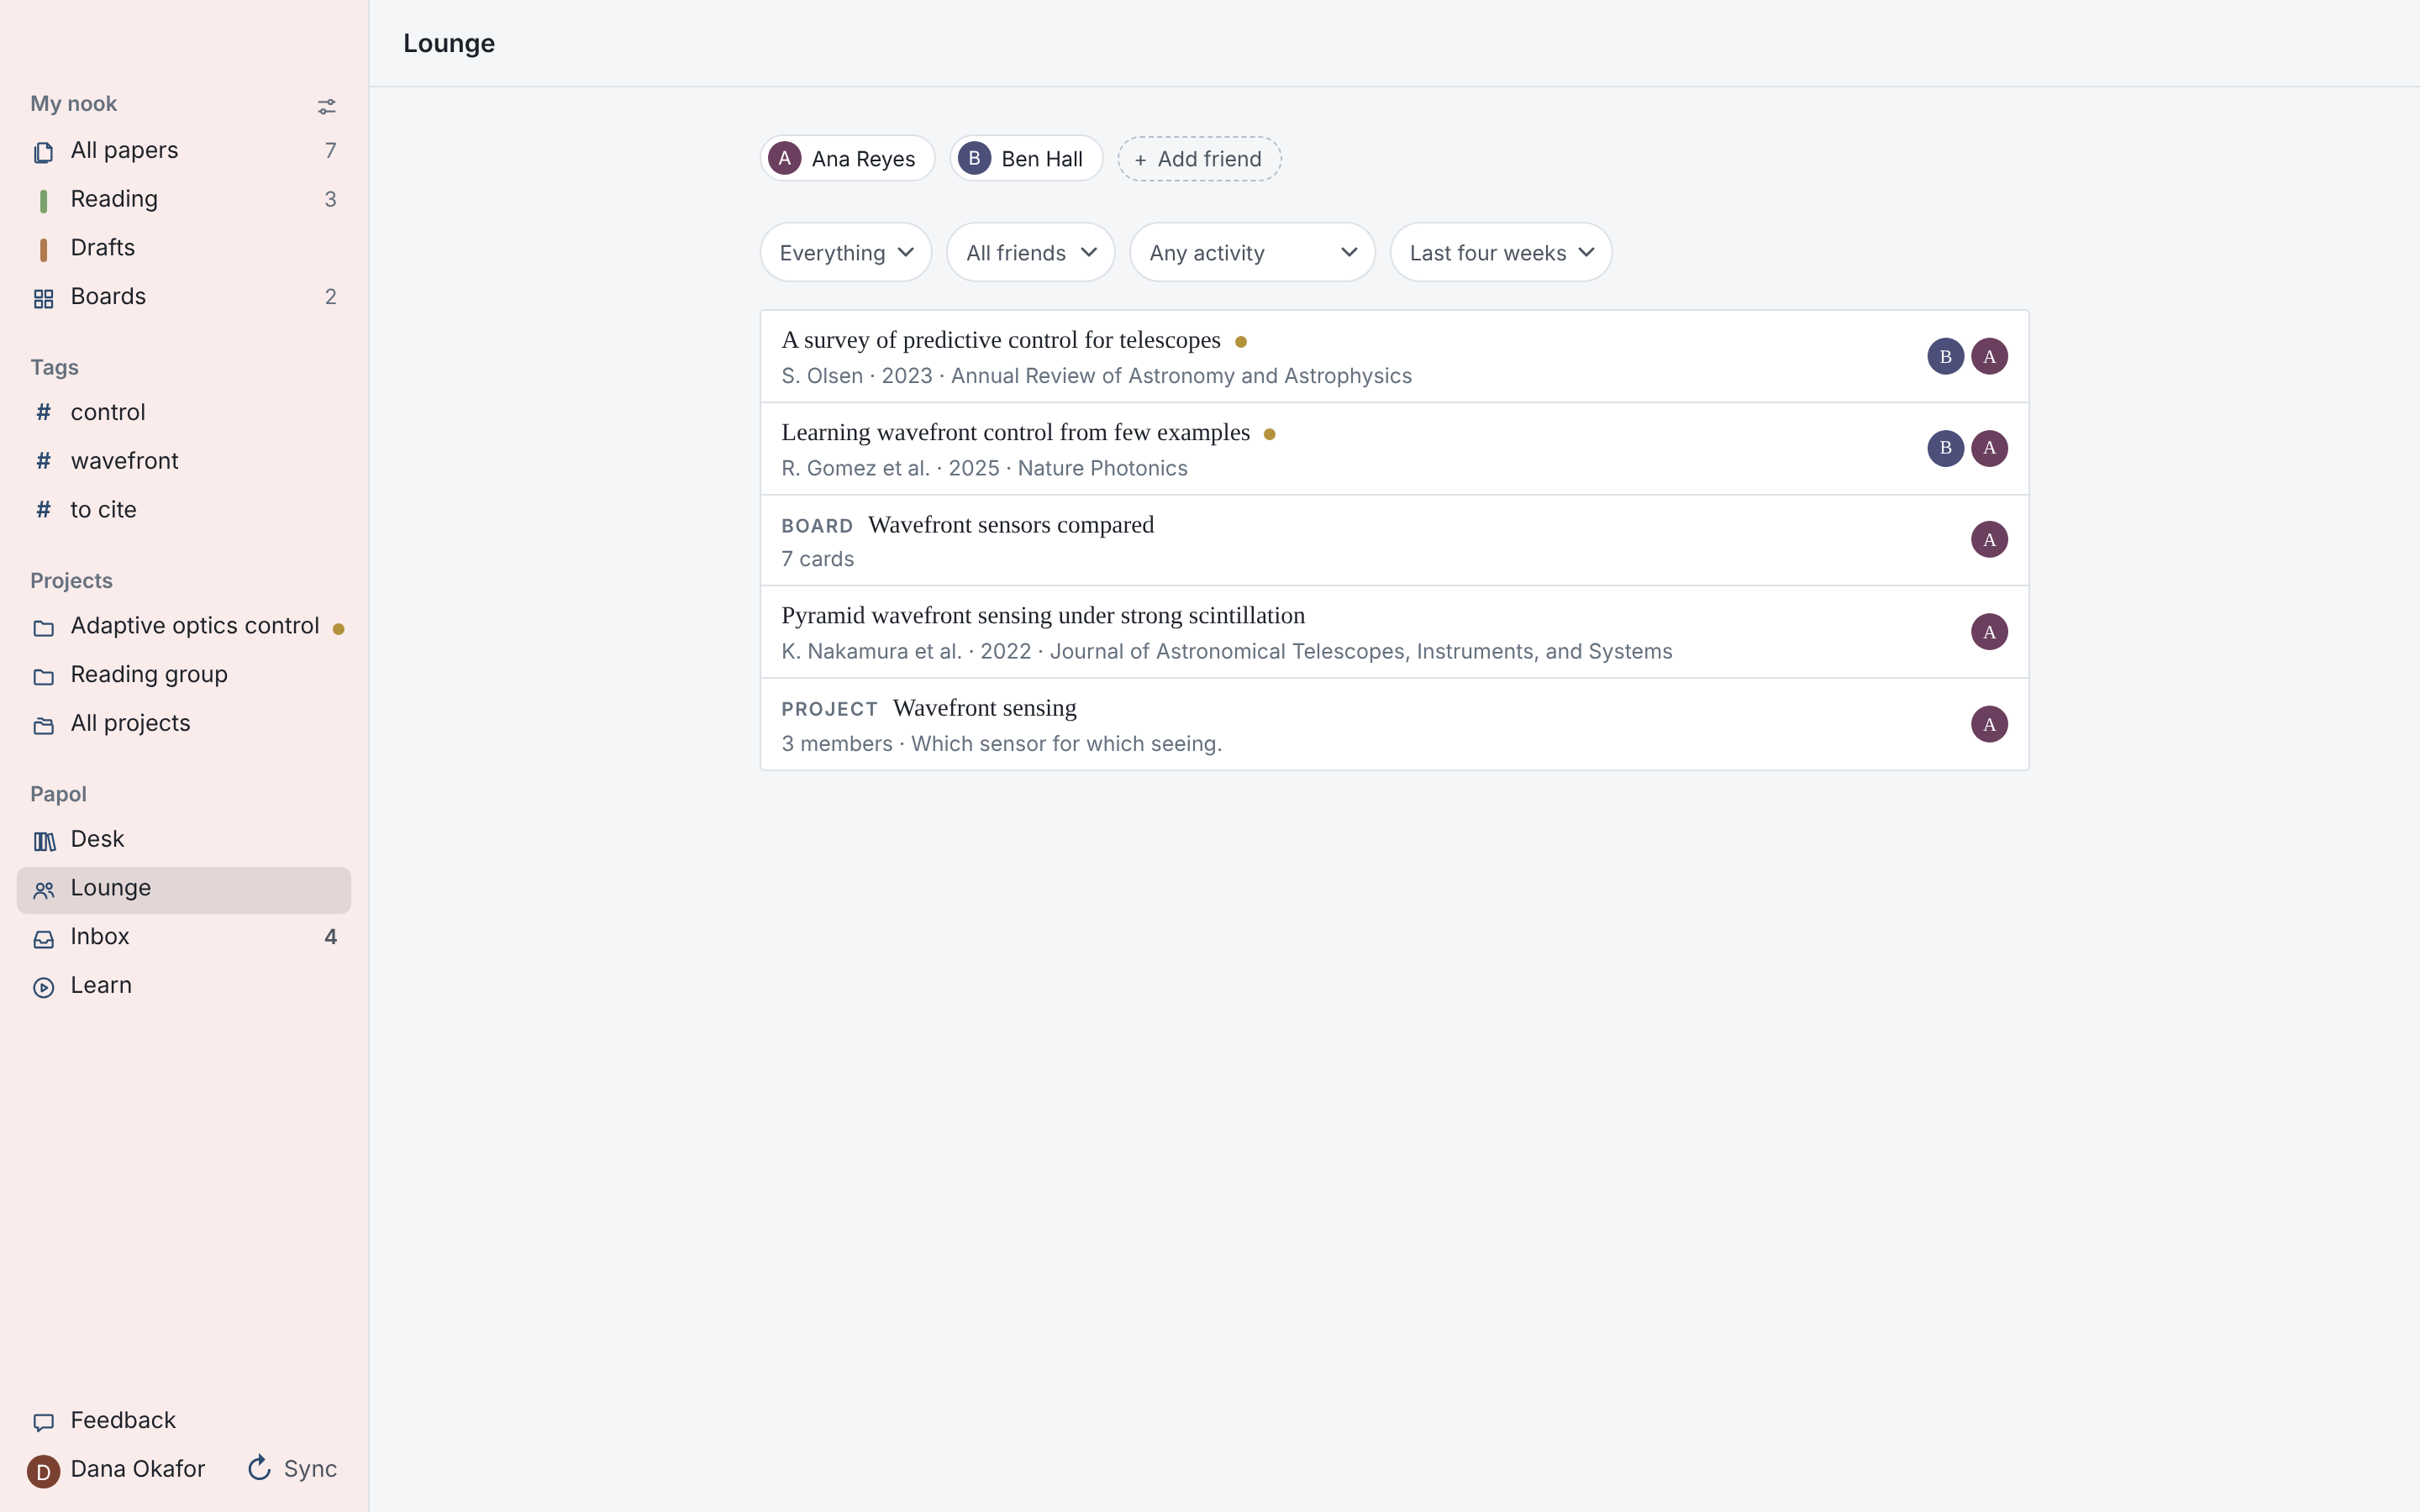 Lounge
My nook
All papers 7
Reading 3
Drafts
Boards 2
Tags
# control
# wavefront
# to cite
Projects
Adaptive optics control
Reading group
All projects
Papol
Desk
Lounge
Inbox 4
Learn
Feedback
D Dana Okafor Sync
A Ana Reyes B Ben Hall + Add friend
Everything All friends Any activity Last four weeks
A survey of predictive control for telescopes B A
S. Olsen · 2023 · Annual Review of Astronomy and Astrophysics
Learning wavefront control from few examples B A
R. Gomez et al. · 2025 · Nature Photonics
BOARD Wavefront sensors compared A
7 cards
Pyramid wavefront sensing under strong scintillation A
K. Nakamura et al. · 2022 · Journal of Astronomical Telescopes, Instruments, and Systems
PROJECT Wavefront sensing A
3 members · Which sensor for which seeing.